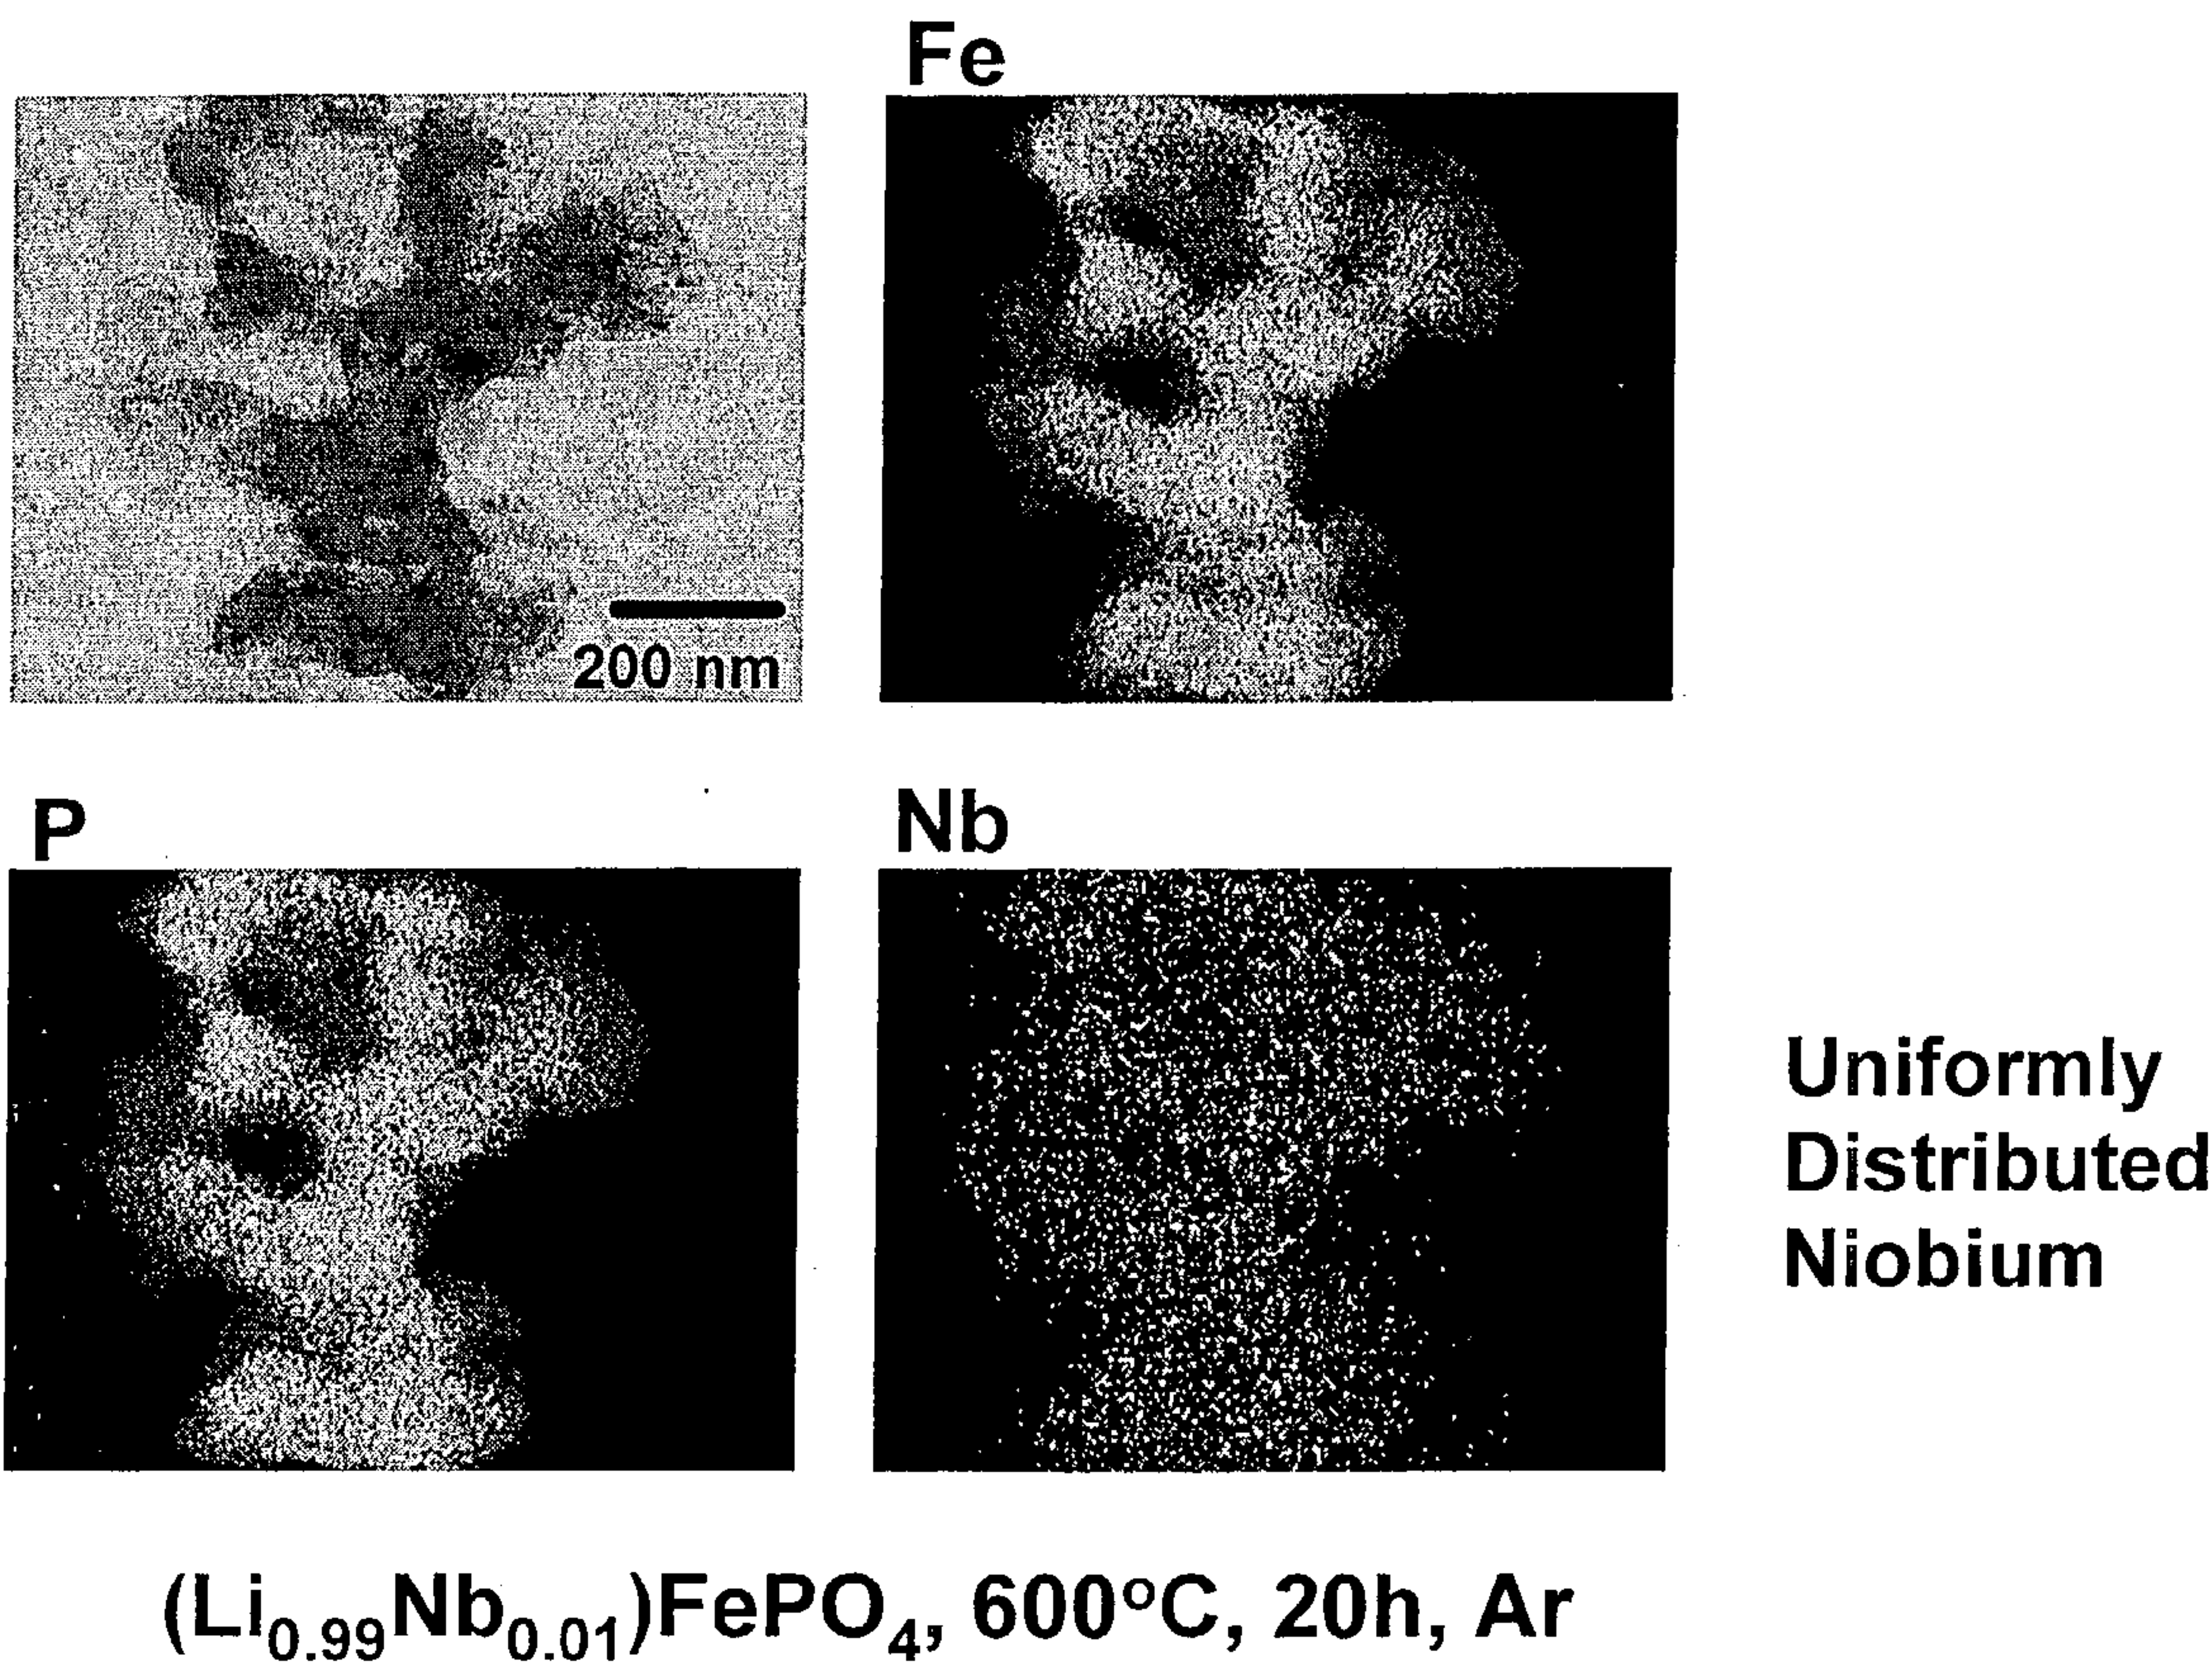 Fe
200 nm
P
Nb
Uniformly
Distributed
Niobium
(Li₀.₉₉Nb₀.₀₁)FePO₄, 600°C, 20h, Ar